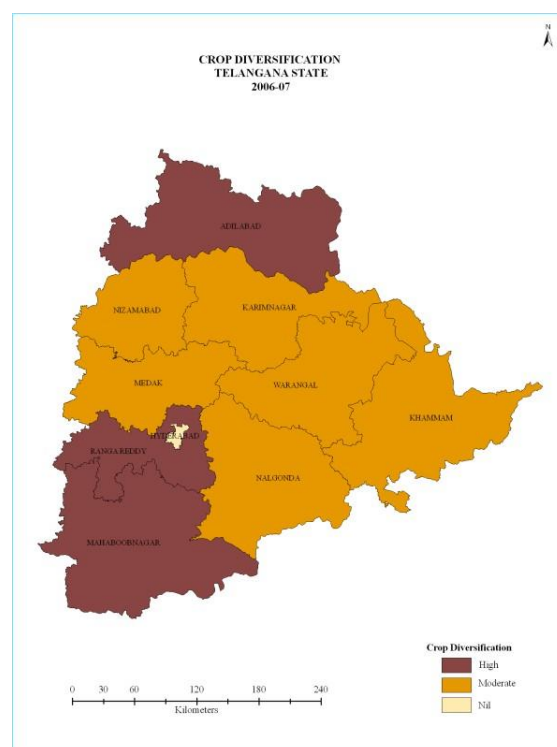 N
CROP DIVERSIFICATION
TELANGANA STATE
2006-07
ADILABAD
NIZAMABAD
KARIMNAGAR
MEDAK
WARANGAL
KHAMMAM
HYDERABAD
RANGAREDDY
NALGONDA
MAHABOOBNAGAR
Crop Diversification
High
Moderate
Nil
0 30 60 120 180 240
Kilometers